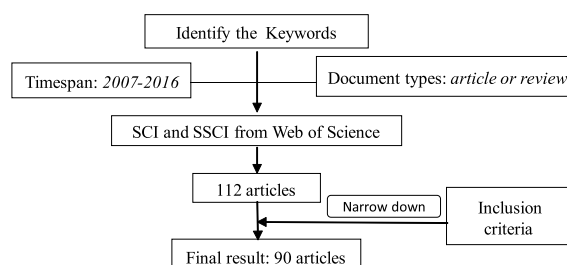 Identify the Keywords
Timespan: 2007-2016
Document types: article or review
SCI and SSCI from Web of Science
112 articles
Narrow down
Inclusion
criteria
Final result: 90 articles